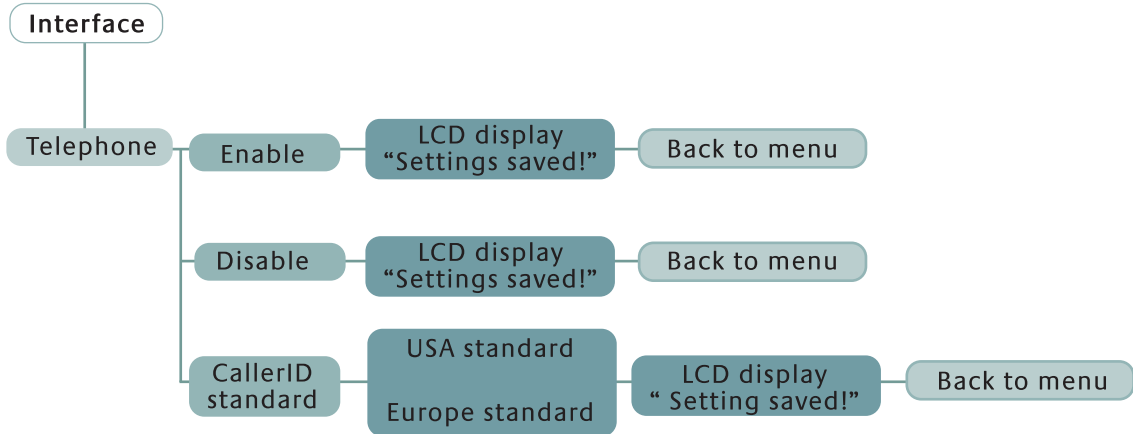 Interface
Telephone
Enable
LCD display
“Settings saved!”
Back to menu
Disable
LCD display
“Settings saved!”
Back to menu
CallerID
standard
USA standard
Europe standard
LCD display
“ Setting saved!”
Back to menu